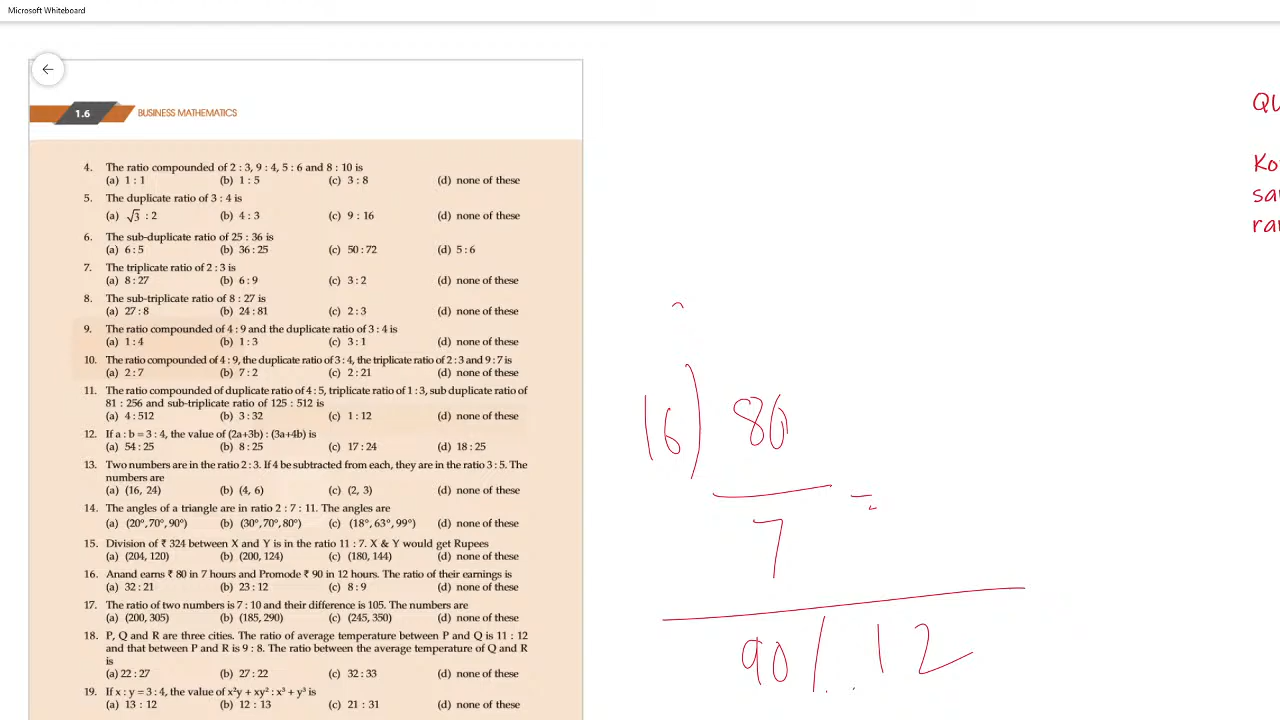 Microsoft Whiteboard
1.6 BUSINESS MATHEMATICS
4. The ratio compounded of 2 : 3, 9 : 4, 5 : 6 and 8 : 10 is
(a) 1 : 1 (b) 1 : 5 (c) 3 : 8 (d) none of these
5. The duplicate ratio of 3 : 4 is
(a) √3 : 2 (b) 4 : 3 (c) 9 : 16 (d) none of these
6. The sub-duplicate ratio of 25 : 36 is
(a) 6 : 5 (b) 36 : 25 (c) 50 : 72 (d) 5 : 6
7. The triplicate ratio of 2 : 3 is
(a) 8 : 27 (b) 6 : 9 (c) 3 : 2 (d) none of these
8. The sub-triplicate ratio of 8 : 27 is
(a) 27 : 8 (b) 24 : 81 (c) 2 : 3 (d) none of these
9. The ratio compounded of 4 : 9 and the duplicate ratio of 3 : 4 is
(a) 1 : 4 (b) 1 : 3 (c) 3 : 1 (d) none of these
10. The ratio compounded of 4 : 9, the duplicate ratio of 3 : 4, the triplicate ratio of 2 : 3 and 9 : 7 is
(a) 2 : 7 (b) 7 : 2 (c) 2 : 21 (d) none of these
11. The ratio compounded of duplicate ratio of 4 : 5, triplicate ratio of 1 : 3, sub duplicate ratio of
81 : 256 and sub-triplicate ratio of 125 : 512 is
(a) 4 : 512 (b) 3 : 32 (c) 1 : 12 (d) none of these
12. If a : b = 3 : 4, the value of (2a+3b) : (3a+4b) is
(a) 54 : 25 (b) 8 : 25 (c) 17 : 24 (d) 18 : 25
13. Two numbers are in the ratio 2 : 3. If 4 be subtracted from each, they are in the ratio 3 : 5. The
numbers are
(a) (16, 24) (b) (4, 6) (c) (2, 3) (d) none of these
14. The angles of a triangle are in ratio 2 : 7 : 11. The angles are
(a) (20°, 70°, 90°) (b) (30°, 70°, 80°) (c) (18°, 63°, 99°) (d) none of these
15. Division of ₹ 324 between X and Y is in the ratio 11 : 7. X & Y would get Rupees
(a) (204, 120) (b) (200, 124) (c) (180, 144) (d) none of these
16. Anand earns ₹ 80 in 7 hours and Promode ₹ 90 in 12 hours. The ratio of their earnings is
(a) 32 : 21 (b) 23 : 12 (c) 8 : 9 (d) none of these
17. The ratio of two numbers is 7 : 10 and their difference is 105. The numbers are
(a) (200, 305) (b) (185, 290) (c) (245, 350) (d) none of these
18. P, Q and R are three cities. The ratio of average temperature between P and Q is 11 : 12
and that between P and R is 9 : 8. The ratio between the average temperature of Q and R
is
(a) 22 : 27 (b) 27 : 22 (c) 32 : 33 (d) none of these
19. If x : y = 3 : 4, the value of x²y + xy² : x³ + y³ is
(a) 13 : 12 (b) 12 : 13 (c) 21 : 31 (d) none of these
16) 80
=
7
90 / 12
QU
Ko
sa
ra